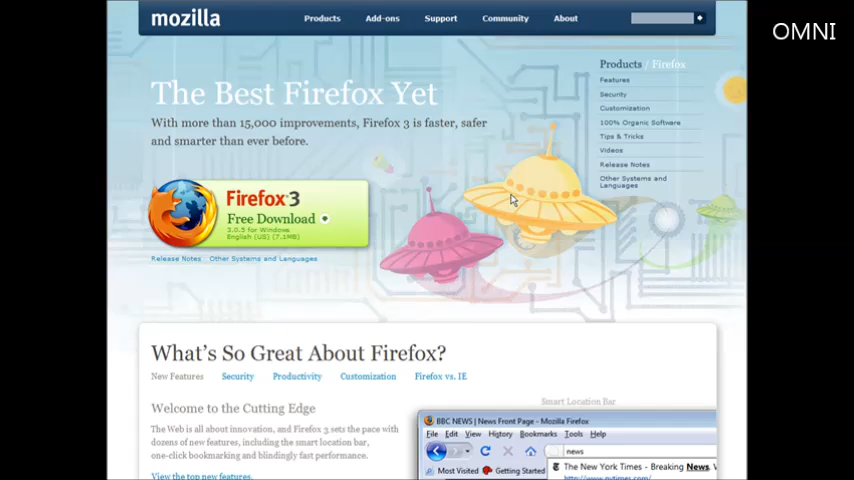 mozilla
Products Add-ons Support Community About
OMNI
Products / Firefox
Features
Security
Customization
100% Organic Software
Tips & Tricks
Videos
Release Notes
Other Systems and
Languages
The Best Firefox Yet
With more than 15,000 improvements, Firefox 3 is faster, safer
and smarter than ever before.
Firefox 3
Free Download
3.0.5 for Windows
English (US) (7.1MB)
Release Notes Other Systems and Languages
What's So Great About Firefox?
New Features Security Productivity Customization Firefox vs. IE
Welcome to the Cutting Edge
The Web is all about innovation, and Firefox 3 sets the pace with
dozens of new features, including the smart location bar,
one-click bookmarking and blindingly fast performance.
View the top new features.
Smart Location Bar
BBC NEWS | News Front Page - Mozilla Firefox
File Edit View History Bookmarks Tools Help
news
Most Visited Getting Started
The New York Times - Breaking News,
http://www.nytimes.com/